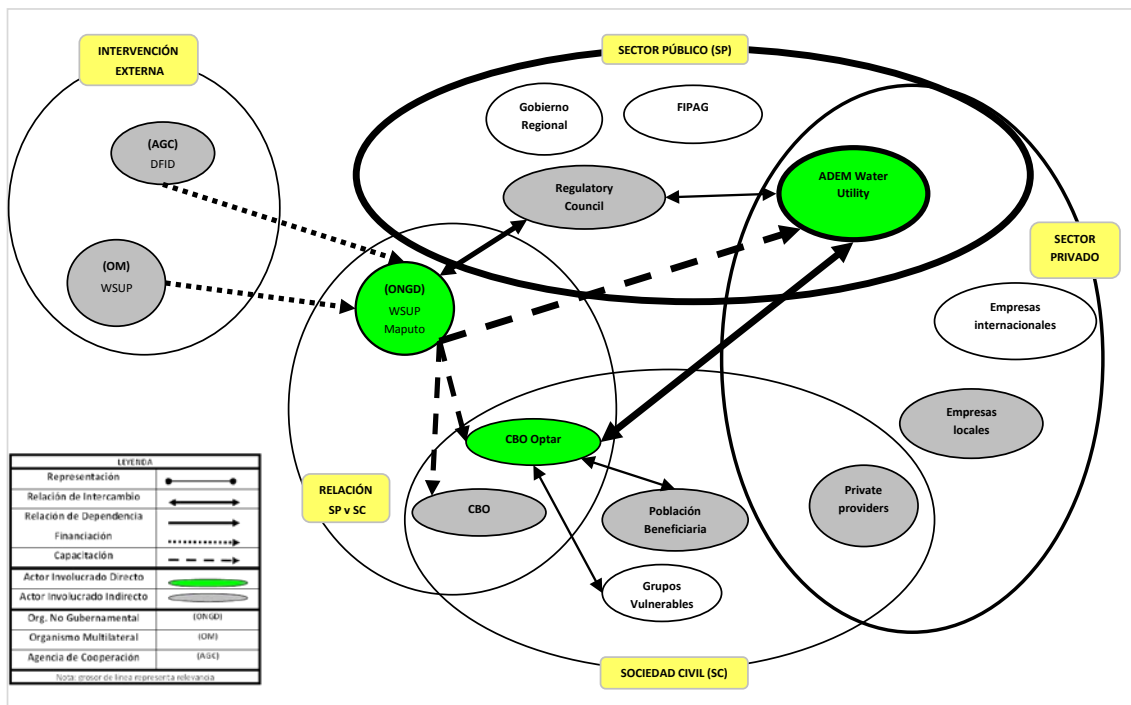 INTERVENCIÓN
EXTERNA
SECTOR PÚBLICO (SP)
Gobierno
Regional
FIPAG
(AGC)
DFID
Regulatory
Council
ADEM Water
Utility
SECTOR
PRIVADO
(OM)
WSUP
(ONGD)
WSUP
Maputo
Empresas
internacionales
Empresas
locales
CBO Optar
RELACIÓN
SP v SC
CBO
Población
Beneficiaria
Private
providers
Grupos
Vulnerables
SOCIEDAD CIVIL (SC)
LEYENDA
Representación
Relación de Intercambio
Relación de Dependencia
Financiación
Capacitación
Actor Involucrado Directo
Actor Involucrado Indirecto
Org. No Gubernamental (ONGD)
Organismo Multilateral (OM)
Agencia de Cooperación (AGC)
Nota: grosor de linea representa relevancia